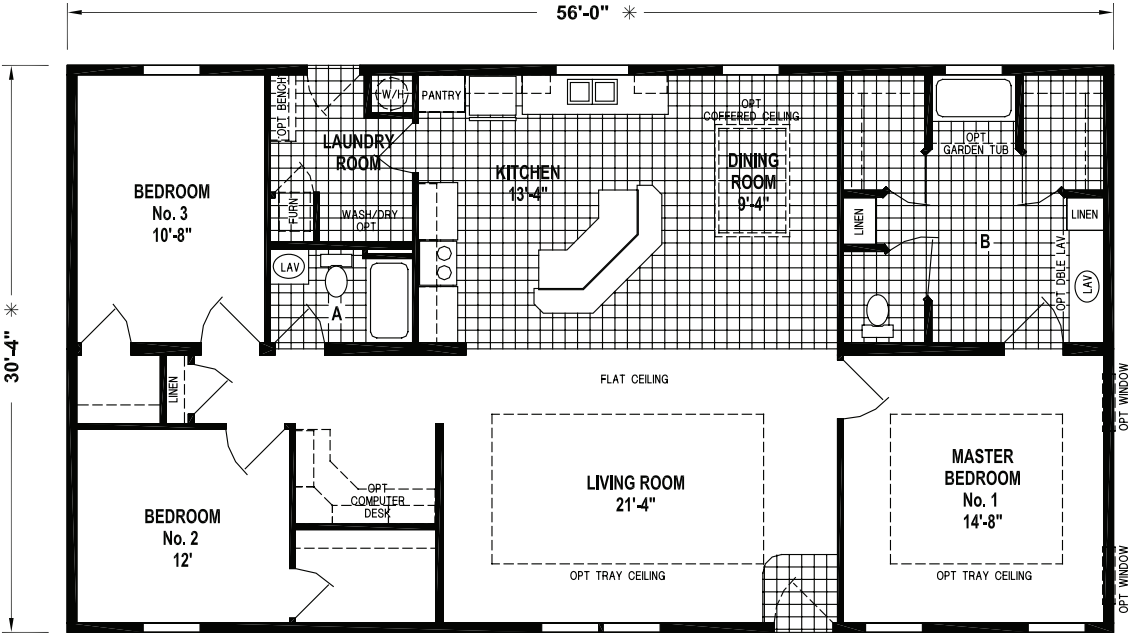 56'-0" ✳
30'-4" ✳
OPT BENCH
W/H
PANTRY
LAUNDRY
ROOM
FURN
WASH/DRY
OPT
BEDROOM
No. 3
10'-8"
LAV
A
KITCHEN
13'-4"
OPT
COFFERED CEILING
DINING
ROOM
9'-4"
OPT
GARDEN TUB
LINEN
LINEN
B
OPT DBLE LAV
LAV
LINEN
FLAT CEILING
OPT WINDOW
OPT
COMPUTER
DESK
BEDROOM
No. 2
12'
LIVING ROOM
21'-4"
OPT TRAY CEILING
MASTER
BEDROOM
No. 1
14'-8"
OPT TRAY CEILING
OPT WINDOW